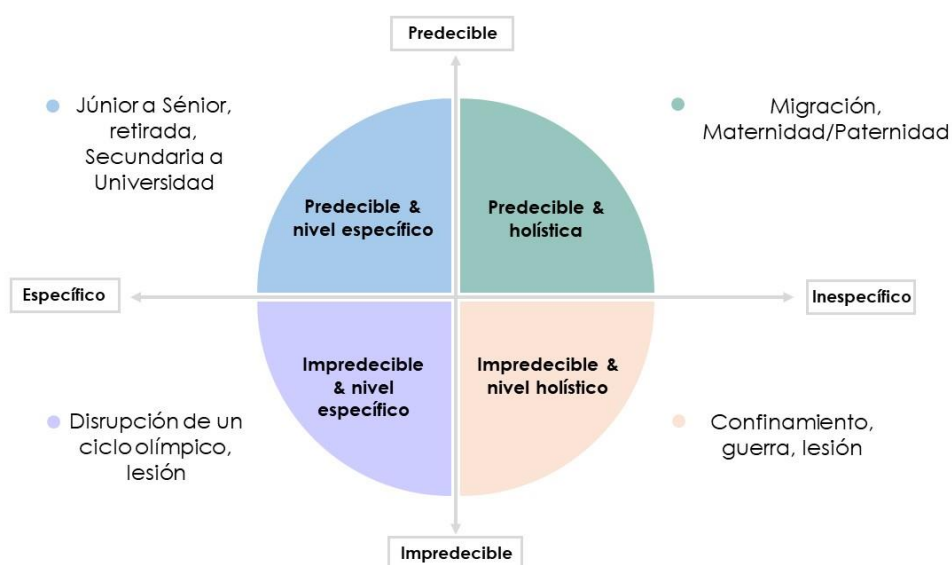 Predecible
Júnior a Sénior,
retirada,
Secundaria a
Universidad
Migración,
Maternidad/Paternidad
Predecible &
nivel específico
Predecible &
holística
Específico
Inespecífico
Impredecible
& nivel
específico
Impredecible &
nivel holístico
Disrupción de un
ciclo olímpico,
lesión
Confinamiento,
guerra, lesión
Impredecible